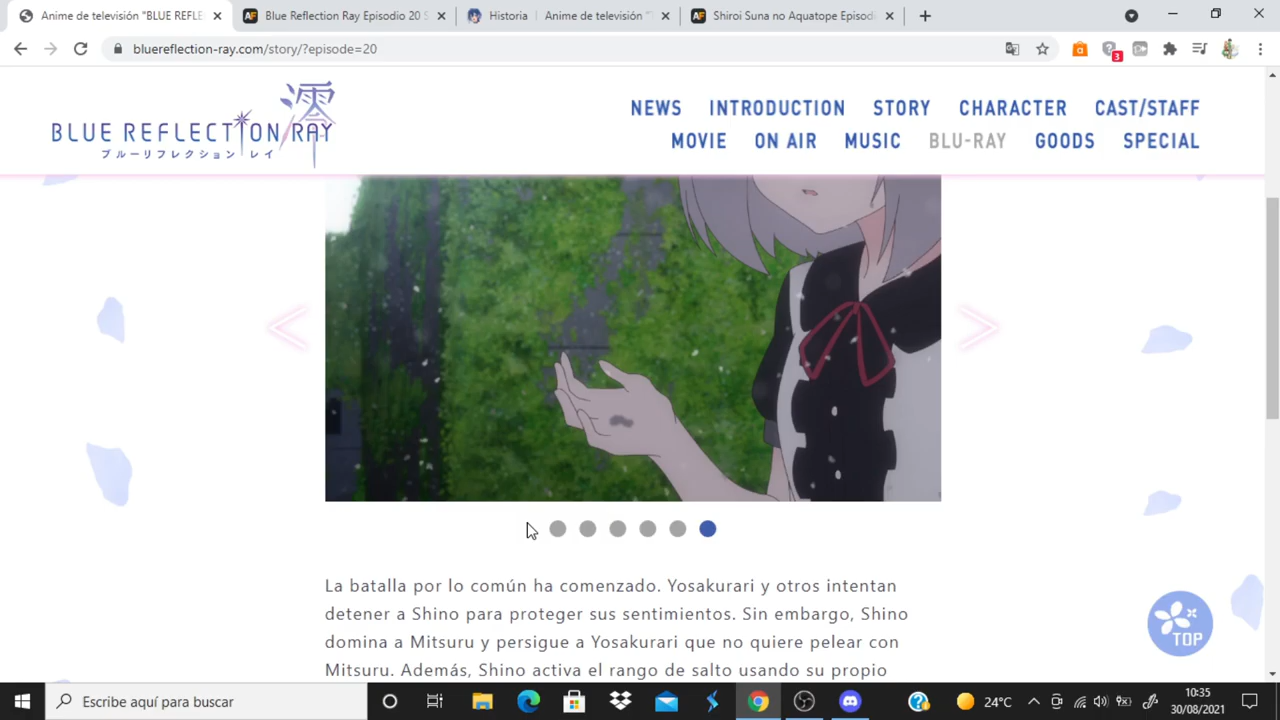 Anime de televisión "BLUE REFLE
Blue Reflection Ray Episodio 20 S
Historia | Anime de televisión "
Shiroi Suna no Aquatope Episod
bluereflection-ray.com/story/?episode=20
3
澪
BLUE REFLECTION RAY
ブルーリフレクション レイ
NEWS INTRODUCTION STORY CHARACTER CAST/STAFF
MOVIE ON AIR MUSIC BLU-RAY GOODS SPECIAL
La batalla por lo común ha comenzado. Yosakurari y otros intentan
detener a Shino para proteger sus sentimientos. Sin embargo, Shino
domina a Mitsuru y persigue a Yosakurari que no quiere pelear con
Mitsuru. Además, Shino activa el rango de salto usando su propio
TOP
Escribe aquí para buscar
24°C
10:35
30/08/2021